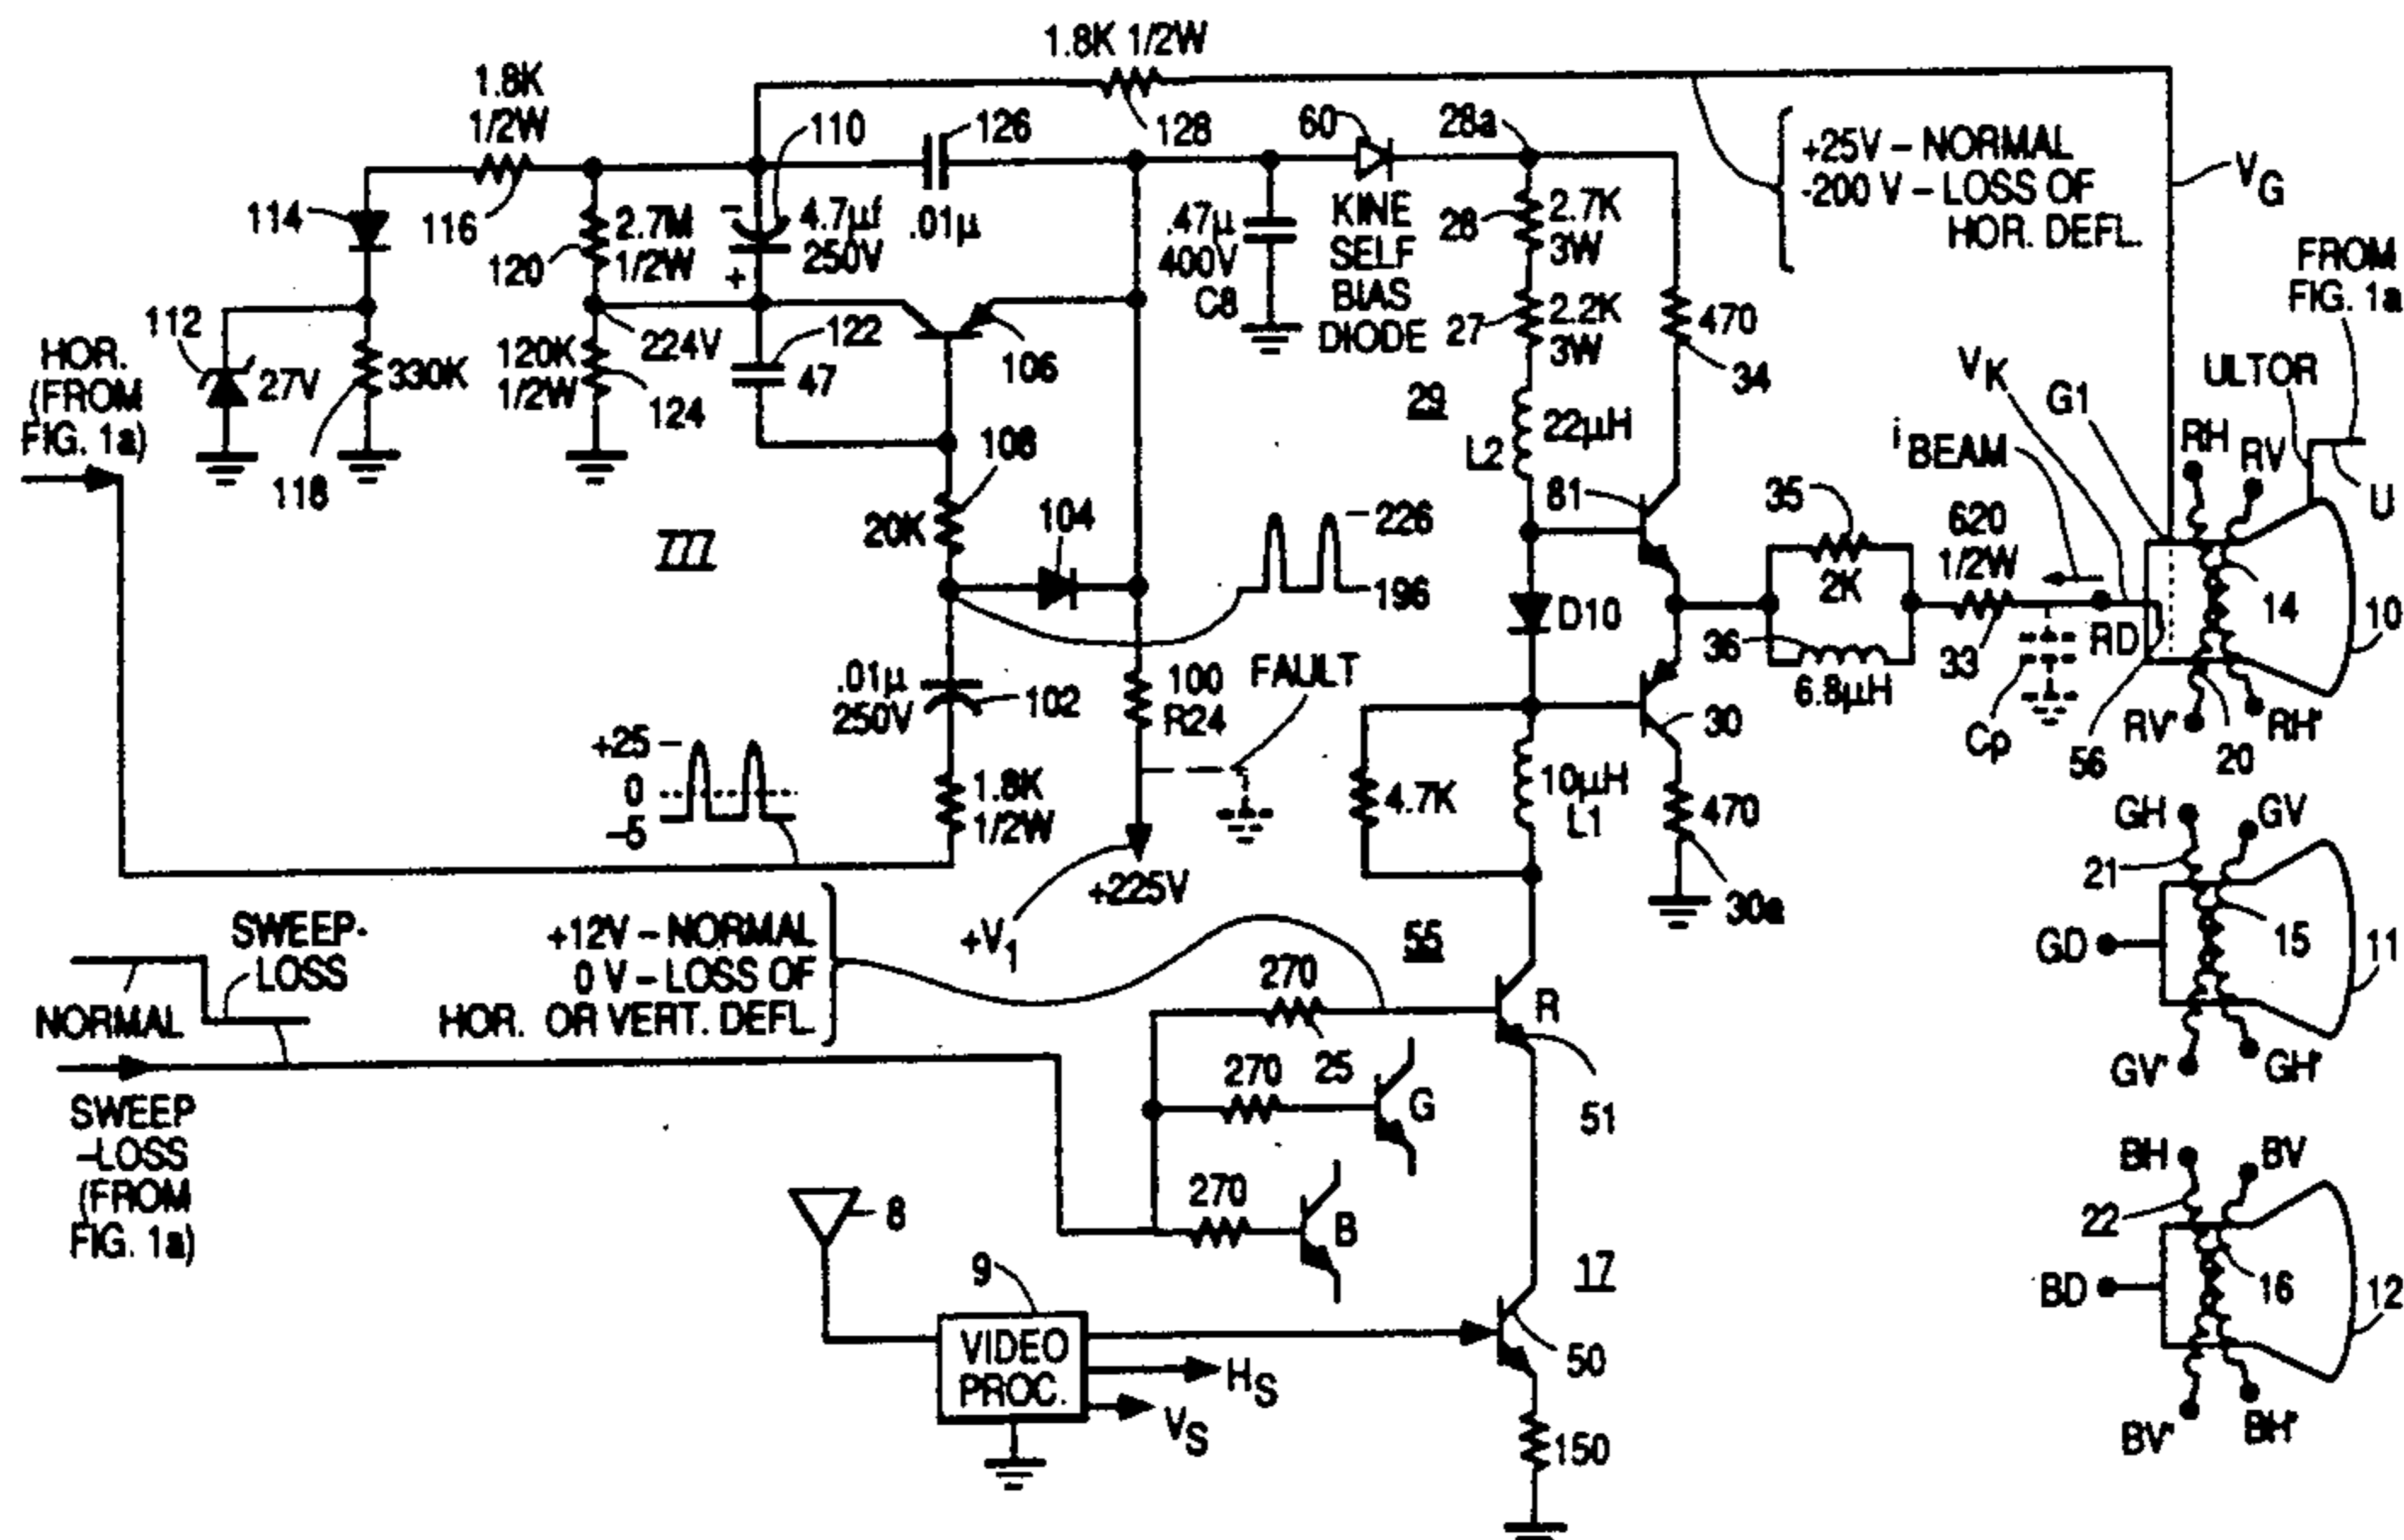 1.8K 1/2W
1.8K
1/2W
110
126
128
60
28a
+25V – NORMAL
-200 V – LOSS OF
HOR. DEFL.
VG
114
116
120
2.7M
1/2W
–
4.7µf
250V
+
.01µ
.47µ
400V
C8
KINE
SELF
BIAS
DIODE
28
2.7K
3W
27
2.2K
3W
470
34
FROM
FIG. 1a
112
27V
HOR.
(FROM
FIG. 1a)
330K
118
224V
120K
1/2W
124
122
47
106
108
20K
104
777
226
196
29
L2
22µH
81
D10
35
2K
36
6.8µH
620
1/2W
33
iBEAM
VK
G1
ULTOR
U
RH
RV
14
10
RD
Cp
56
RV'
20
RH'
.01µ
250V
102
1.8K
1/2W
+25
0
–5
100
R24
FAULT
+V1
+225V
4.7K
10µH
L1
30
470
30a
55
GH
GV
21
15
11
GD
GV'
GH'
NORMAL
SWEEP-
LOSS
+12V – NORMAL
0 V – LOSS OF
HOR. OR VERT. DEFL.
SWEEP
–LOSS
(FROM
FIG. 1a)
270
25
R
51
270
G
270
B
8
9
VIDEO
PROC.
HS
VS
17
50
150
BH
BV
22
16
12
BD
BV'
BH'